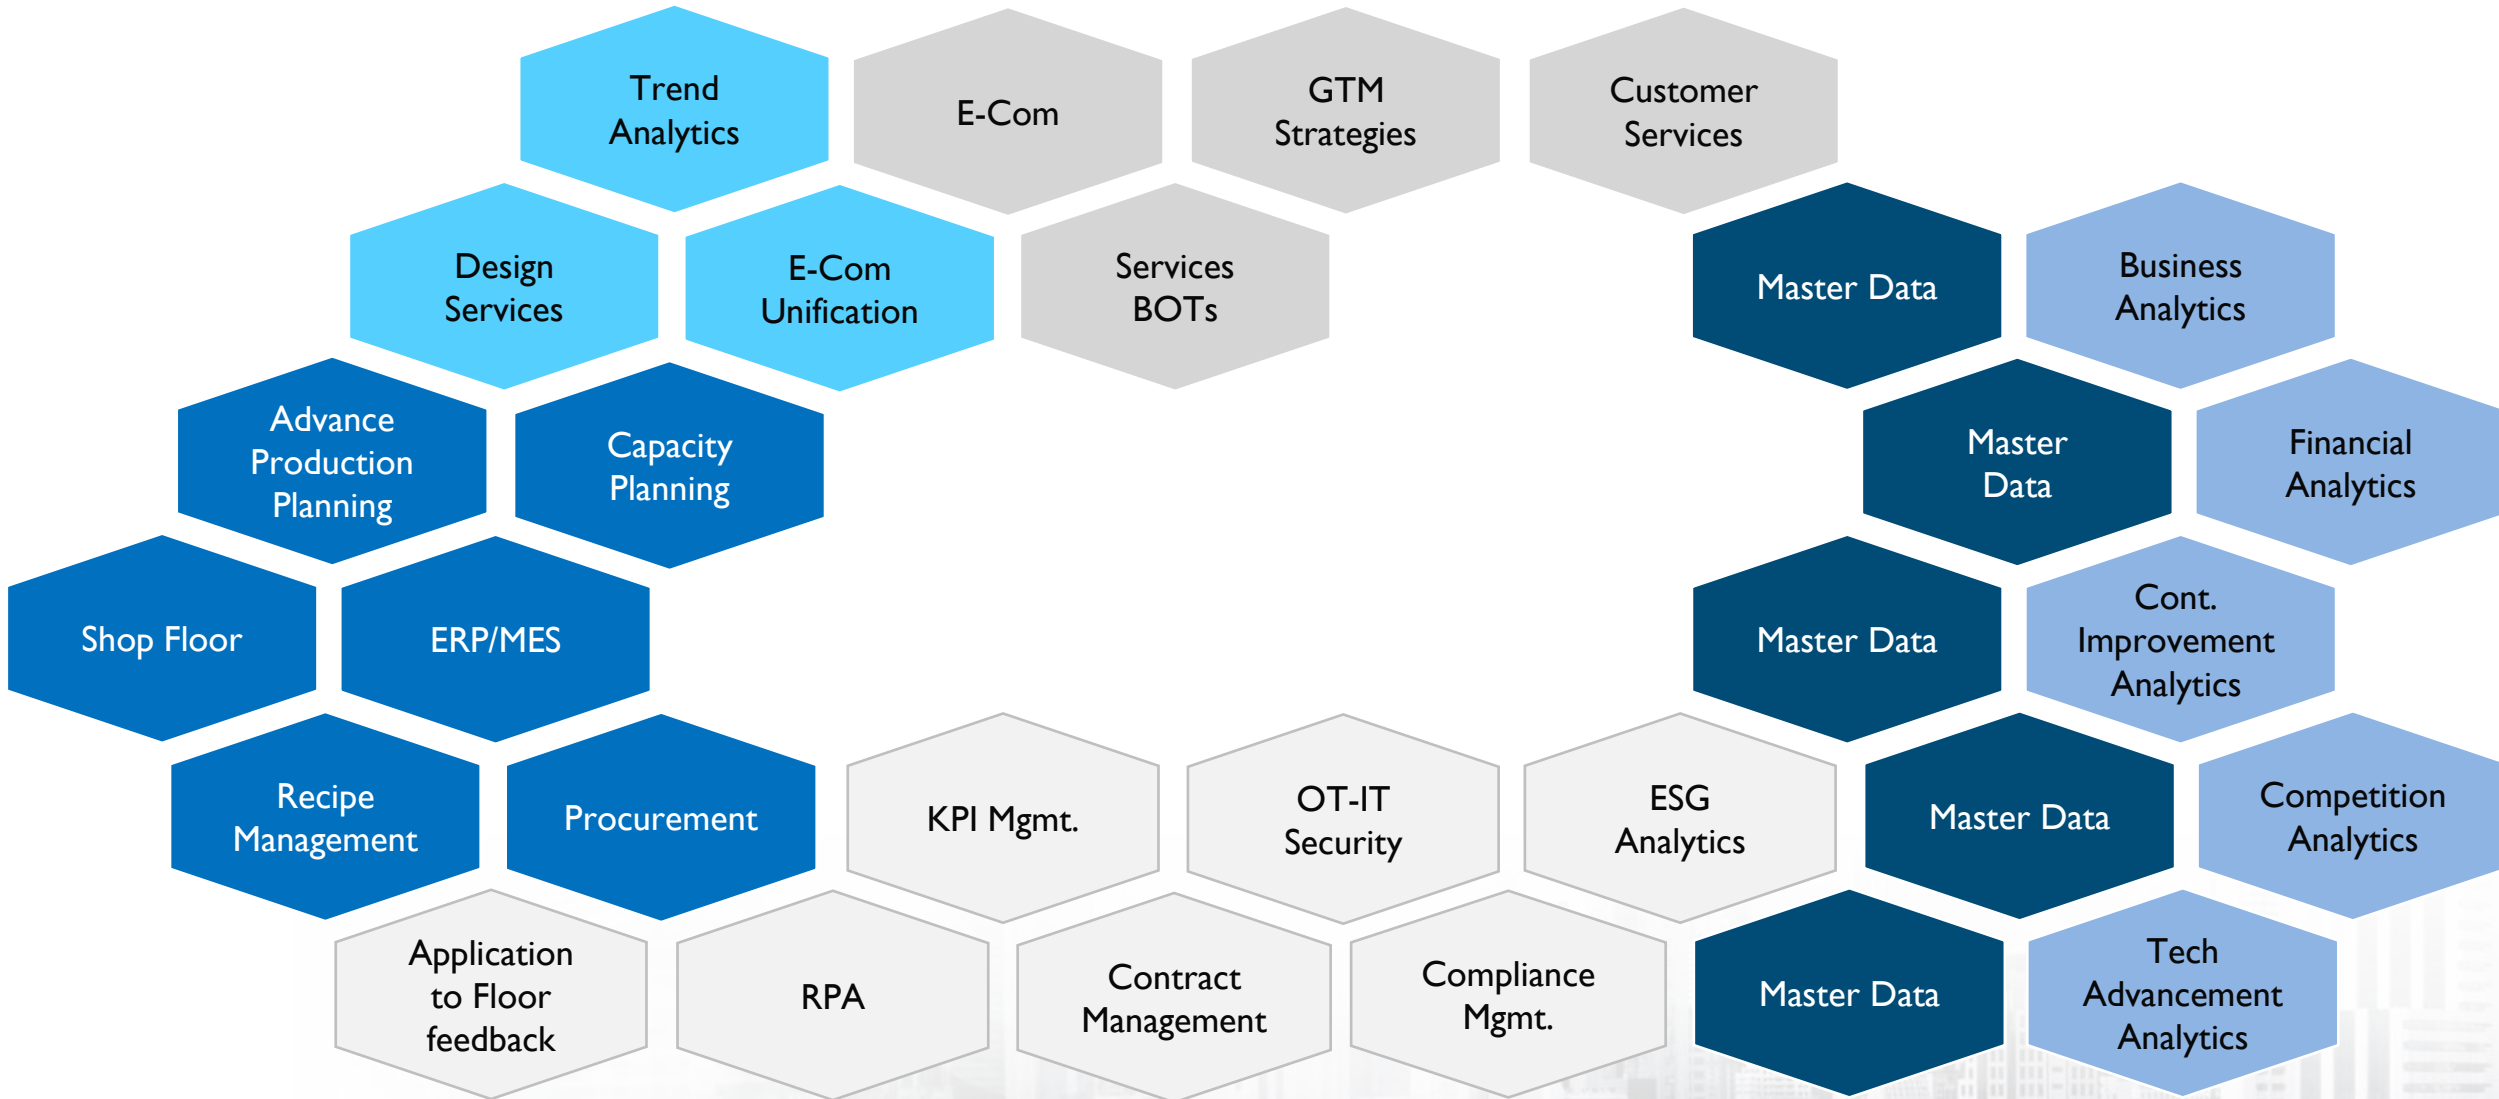 Trend
Analytics
E-Com
GTM
Strategies
Customer
Services
Design
Services
E-Com
Unification
Services
BOTs
Master Data
Business
Analytics
Advance
Production
Planning
Capacity
Planning
Master
Data
Financial
Analytics
Shop Floor
ERP/MES
Master Data
Cont.
Improvement
Analytics
Recipe
Management
Procurement
KPI Mgmt.
OT-IT
Security
ESG
Analytics
Master Data
Competition
Analytics
Application
to Floor
feedback
RPA
Contract
Management
Compliance
Mgmt.
Master Data
Tech
Advancement
Analytics